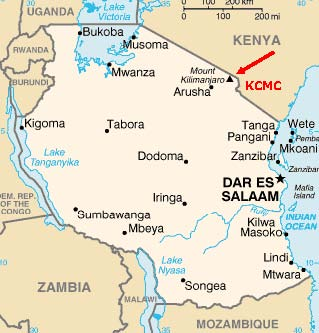 UGANDA
Lake
Victoria
0
100
200 km
0
100
200 mi
KENYA
Bukoba
Musoma
RWANDA
Mwanza
Mount
Kilimanjaro
KCMC
Arusha
BURUNDI
Kigoma
Tabora
Tanga
Wete
Pangani
Pemba
Mkoani
Lake
Tanganyika
Dodoma
Zanzibar
Zanzibar
DEM. REP.
OF THE
CONGO
DAR ES
SALAAM
Mafia
Island
Iringa
Sumbawanga
Mbeya
Rufiji
INDIAN
OCEAN
Kilwa
Masoko
Lake
Nyasa
Lindi
Mtwara
ZAMBIA
MALAWI
Songea
MOZAMBIQUE